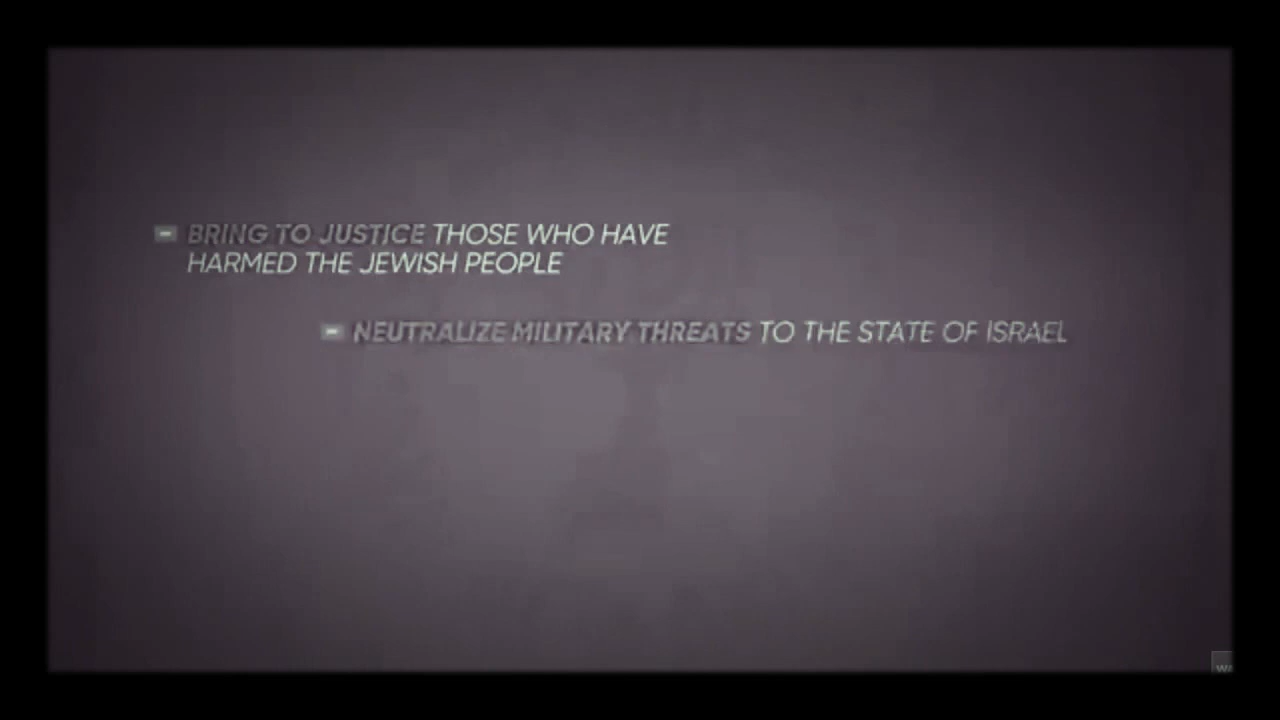 BRING TO JUSTICE THOSE WHO HAVE
HARMED THE JEWISH PEOPLE
NEUTRALIZE MILITARY THREATS TO THE STATE OF ISRAEL